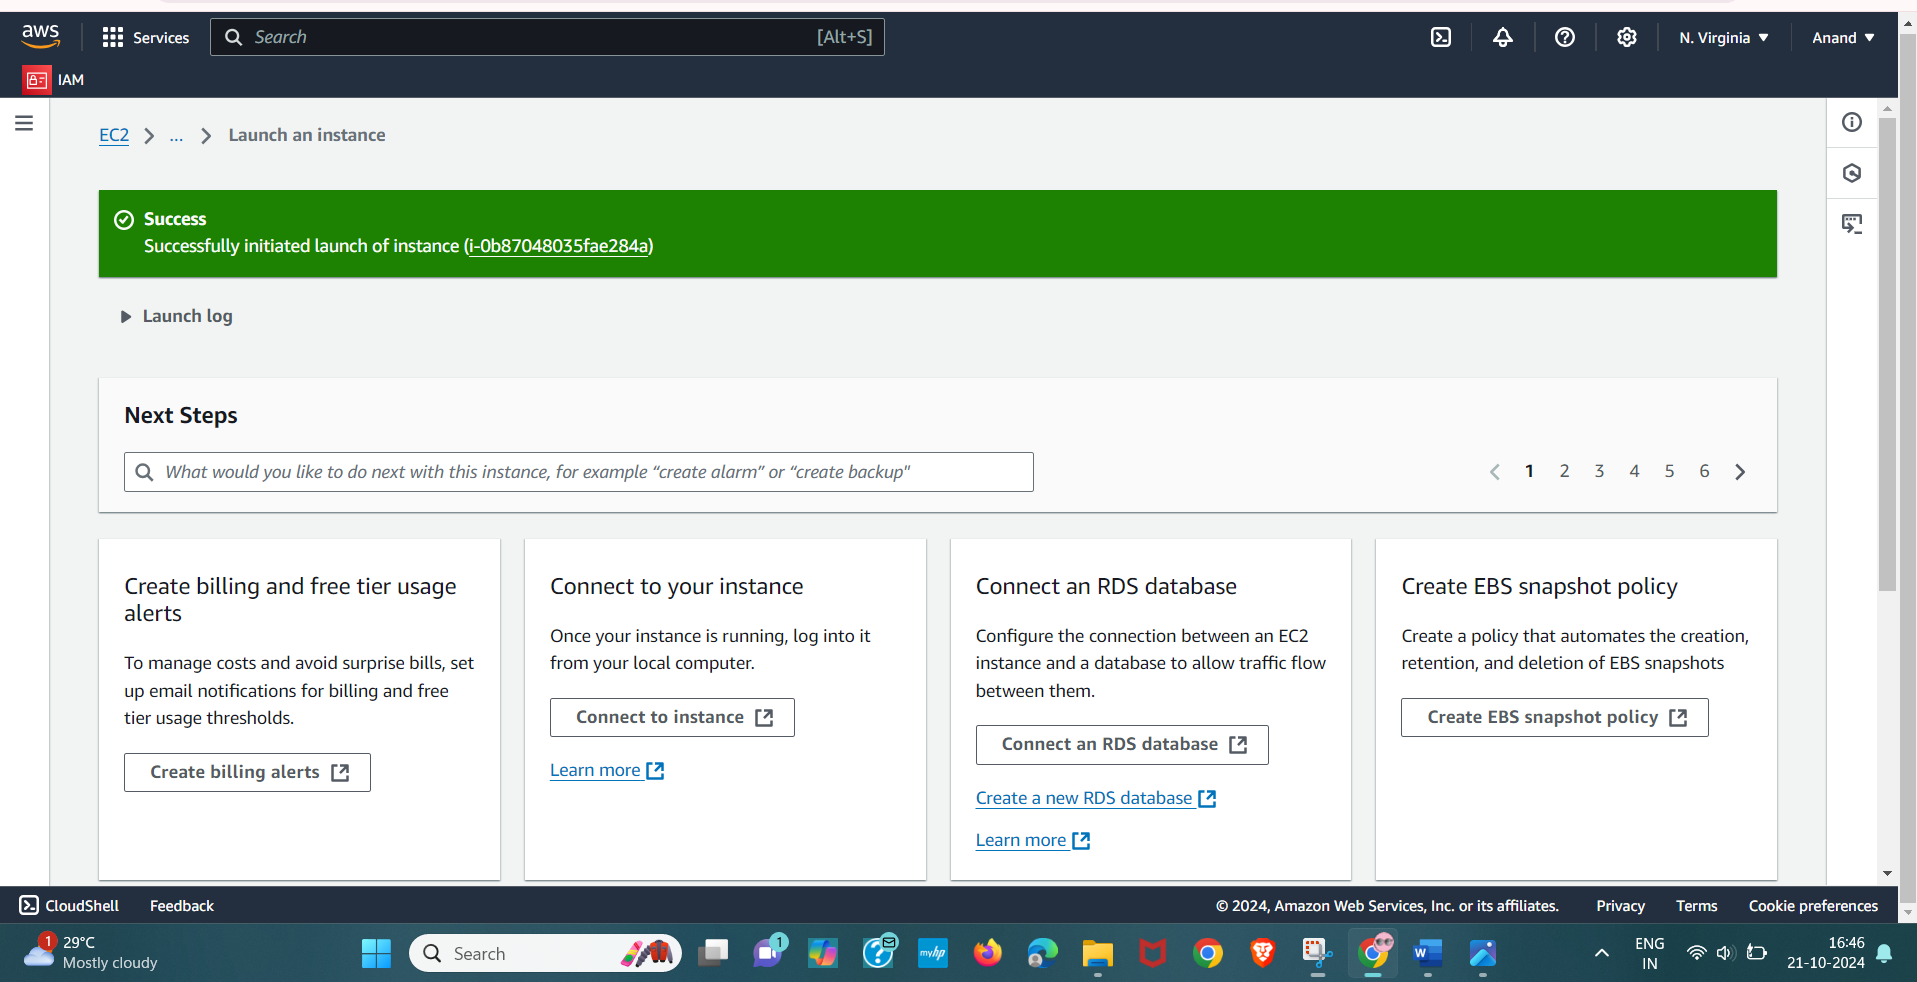 aws
Services
Search
[Alt+S]
N. Virginia
Anand
IAM
EC2 > ... > Launch an instance
Success
Successfully initiated launch of instance (i-0b87048035fae284a)
Launch log
Next Steps
What would you like to do next with this instance, for example “create alarm” or “create backup"
1 2 3 4 5 6
Create billing and free tier usage
alerts
To manage costs and avoid surprise bills, set
up email notifications for billing and free
tier usage thresholds.
Create billing alerts
Connect to your instance
Once your instance is running, log into it
from your local computer.
Connect to instance
Learn more
Connect an RDS database
Configure the connection between an EC2
instance and a database to allow traffic flow
between them.
Connect an RDS database
Create a new RDS database
Learn more
Create EBS snapshot policy
Create a policy that automates the creation,
retention, and deletion of EBS snapshots
Create EBS snapshot policy
CloudShell
Feedback
© 2024, Amazon Web Services, Inc. or its affiliates.
Privacy
Terms
Cookie preferences
1
29°C
Mostly cloudy
Search
1
myhp
W
ENG
IN
16:46
21-10-2024